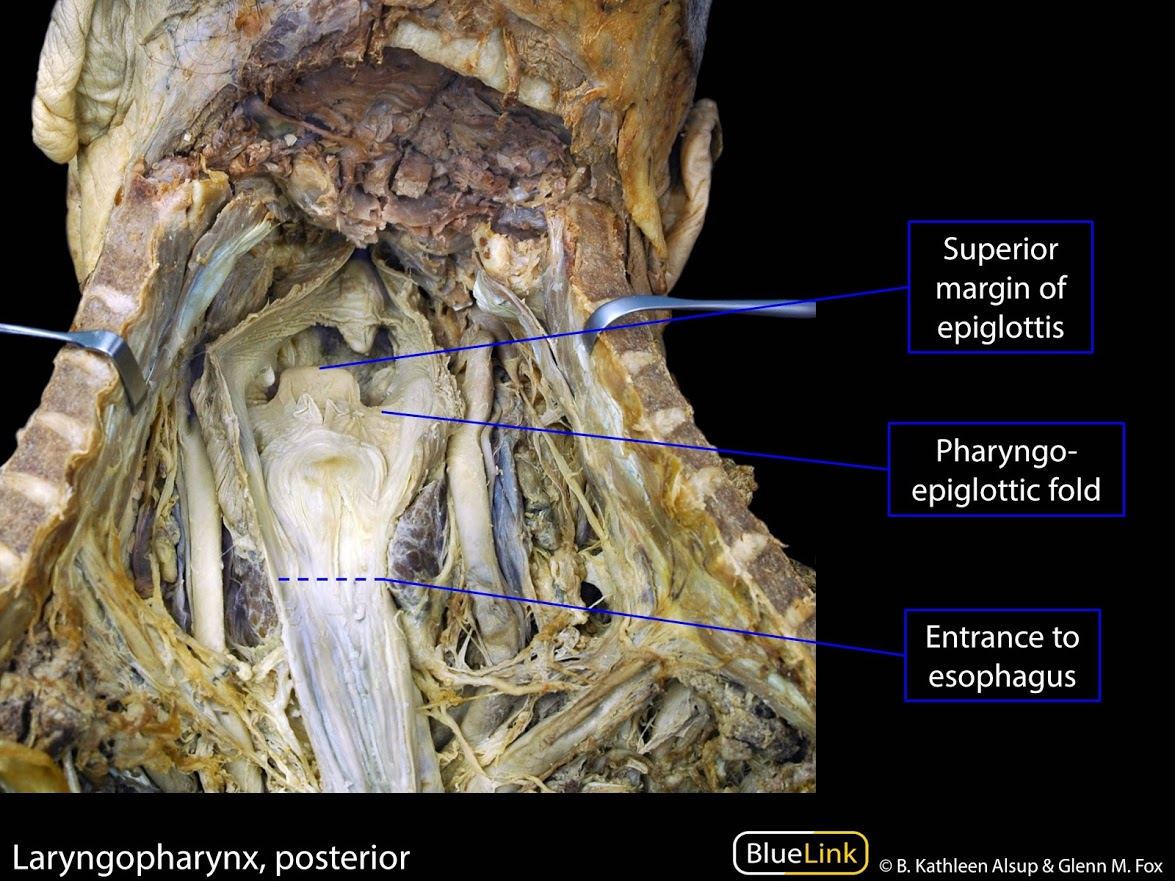 Superior
margin of
epiglottis
Pharyngo-
epiglottic fold
Entrance to
esophagus
Laryngopharynx, posterior
BlueLink
© B. Kathleen Alsup & Glenn M. Fox